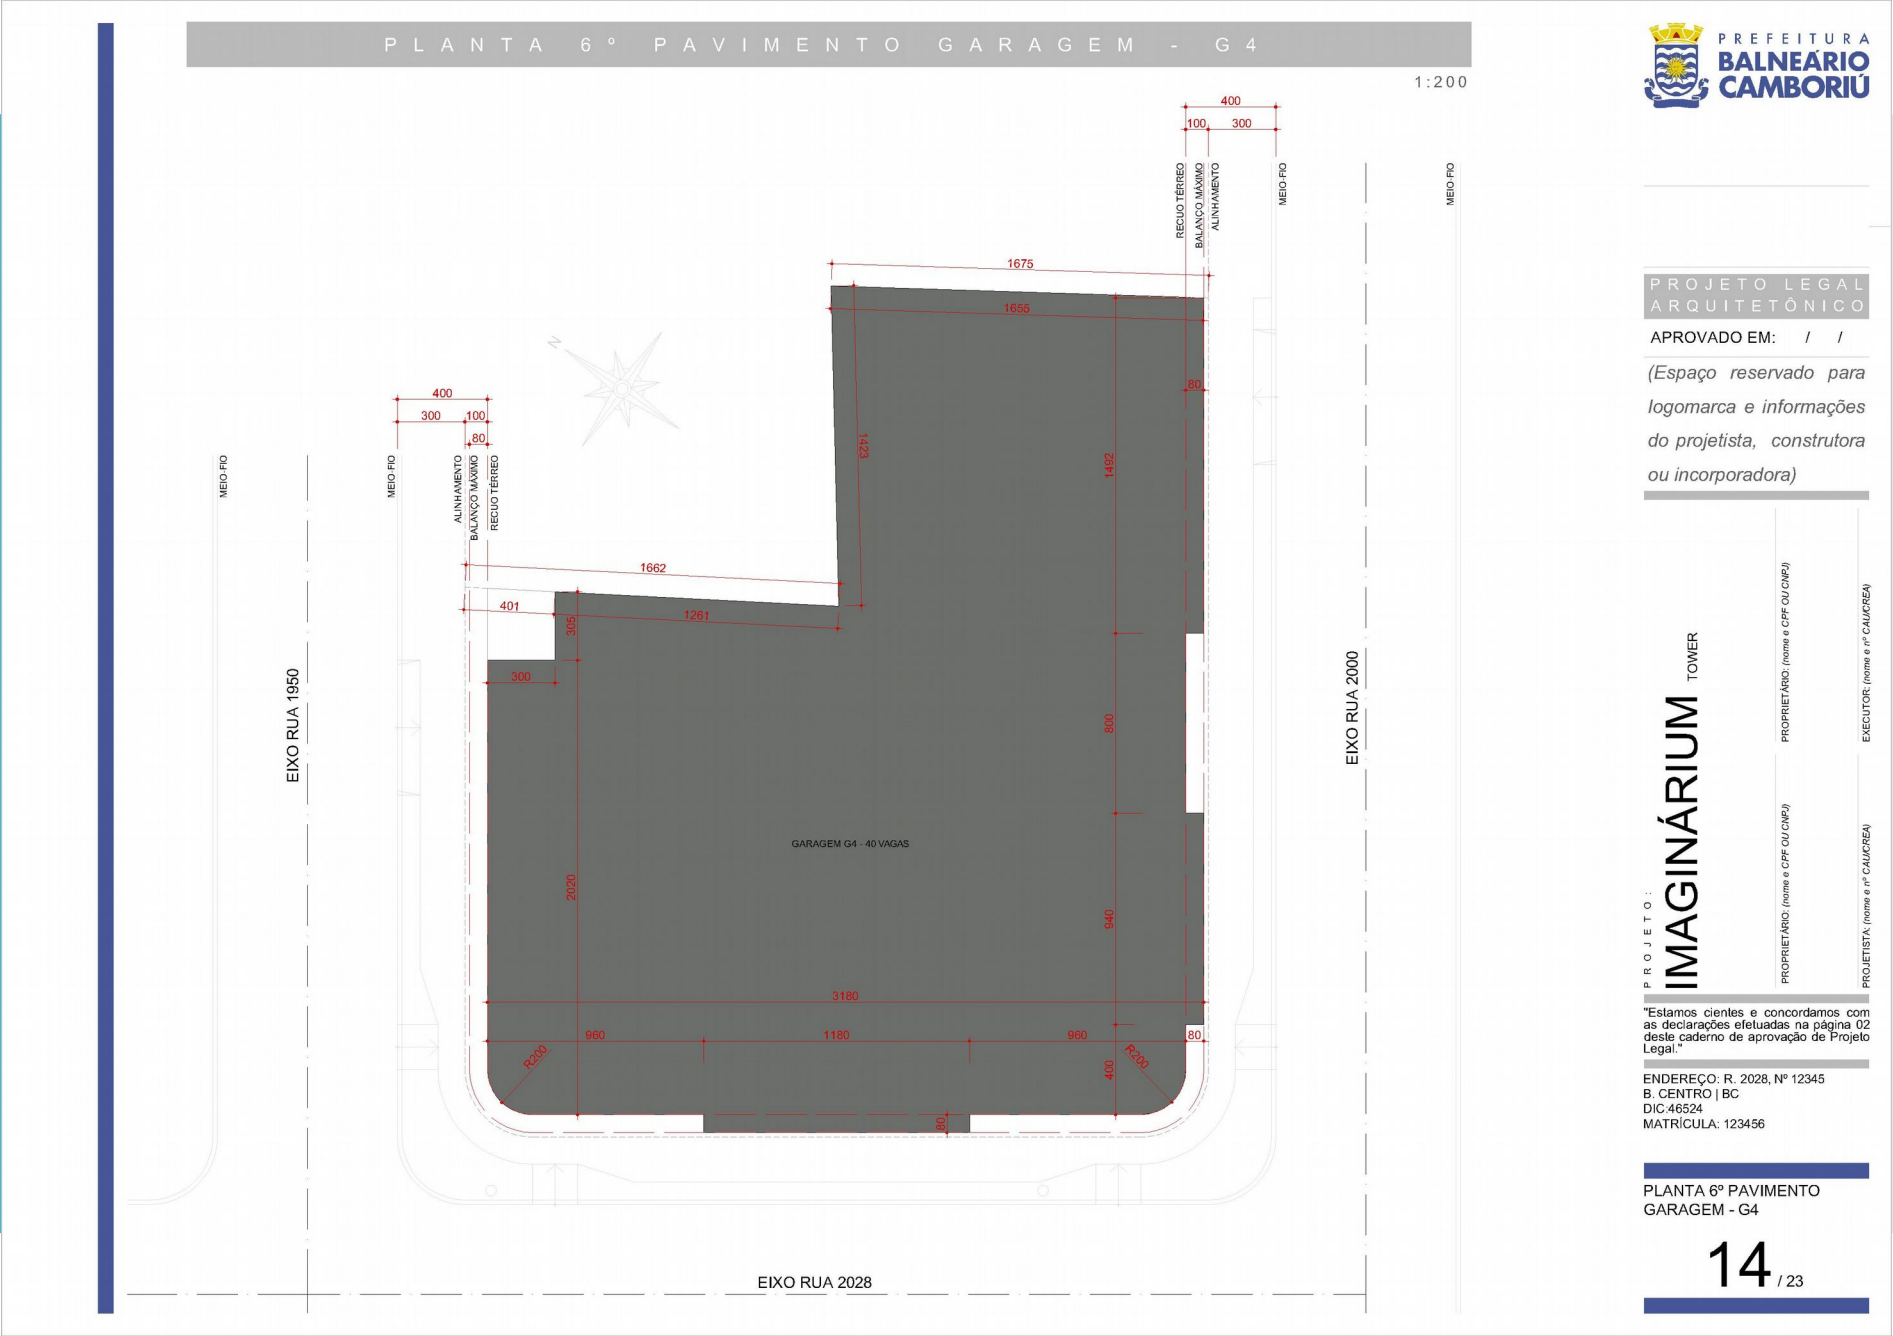 PLANTA 6º PAVIMENTO GARAGEM - G4
1:200
PREFEITURA
BALNEÁRIO
CAMBORIÚ
400
100
300
RECUO TÉRREO
BALANÇO MÁXIMO
ALINHAMENTO
MEIO-FIO
MEIO-FIO
1675
1655
80
1423
1492
N
400
300
100
80
MEIO-FIO
MEIO-FIO
ALINHAMENTO
BALANÇO MÁXIMO
RECUO TÉRREO
1662
401
1261
305
300
EIXO RUA 1950
EIXO RUA 2000
800
GARAGEM G4 - 40 VAGAS
2020
940
3180
960
1180
960
80
R200
R200
400
80
EIXO RUA 2028
PROJETO LEGAL
ARQUITETÔNICO
APROVADO EM: / /
(Espaço reservado para
logomarca e informações
do projetista, construtora
ou incorporadora)
PROJETO:
IMAGINÁRIUM TOWER
PROPRIETÁRIO: (nome e CPF OU CNPJ)
EXECUTOR: (nome e nº CAU/CREA)
PROPRIETÁRIO: (nome e CPF OU CNPJ)
PROJETISTA: (nome e nº CAU/CREA)
"Estamos cientes e concordamos com
as declarações efetuadas na página 02
deste caderno de aprovação de Projeto
Legal."
ENDEREÇO: R. 2028, Nº 12345
B. CENTRO | BC
DIC:46524
MATRÍCULA: 123456
PLANTA 6º PAVIMENTO
GARAGEM - G4
14 / 23